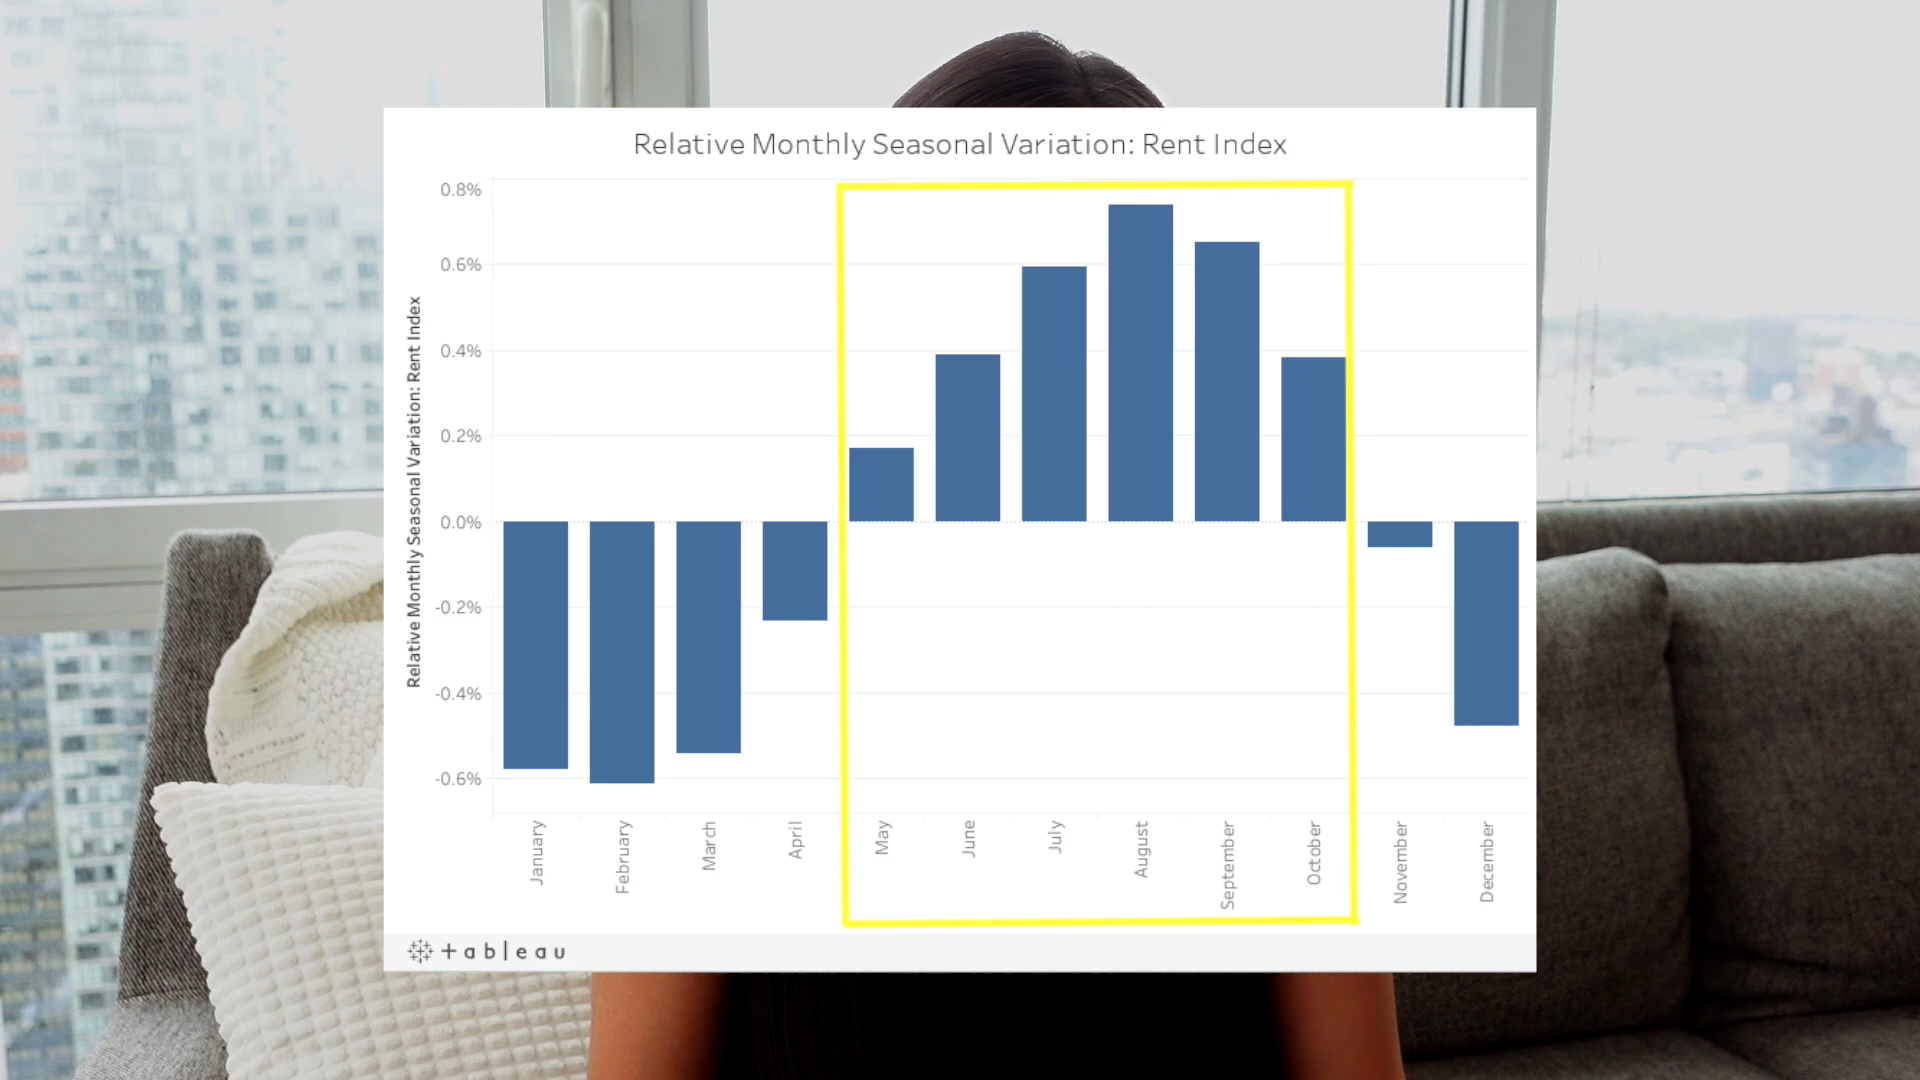 Relative Monthly Seasonal Variation: Rent Index
Relative Monthly Seasonal Variation: Rent Index
0.8%
0.6%
0.4%
0.2%
0.0%
-0.2%
-0.4%
-0.6%
January
February
March
April
May
June
July
August
September
October
November
December
+ableau